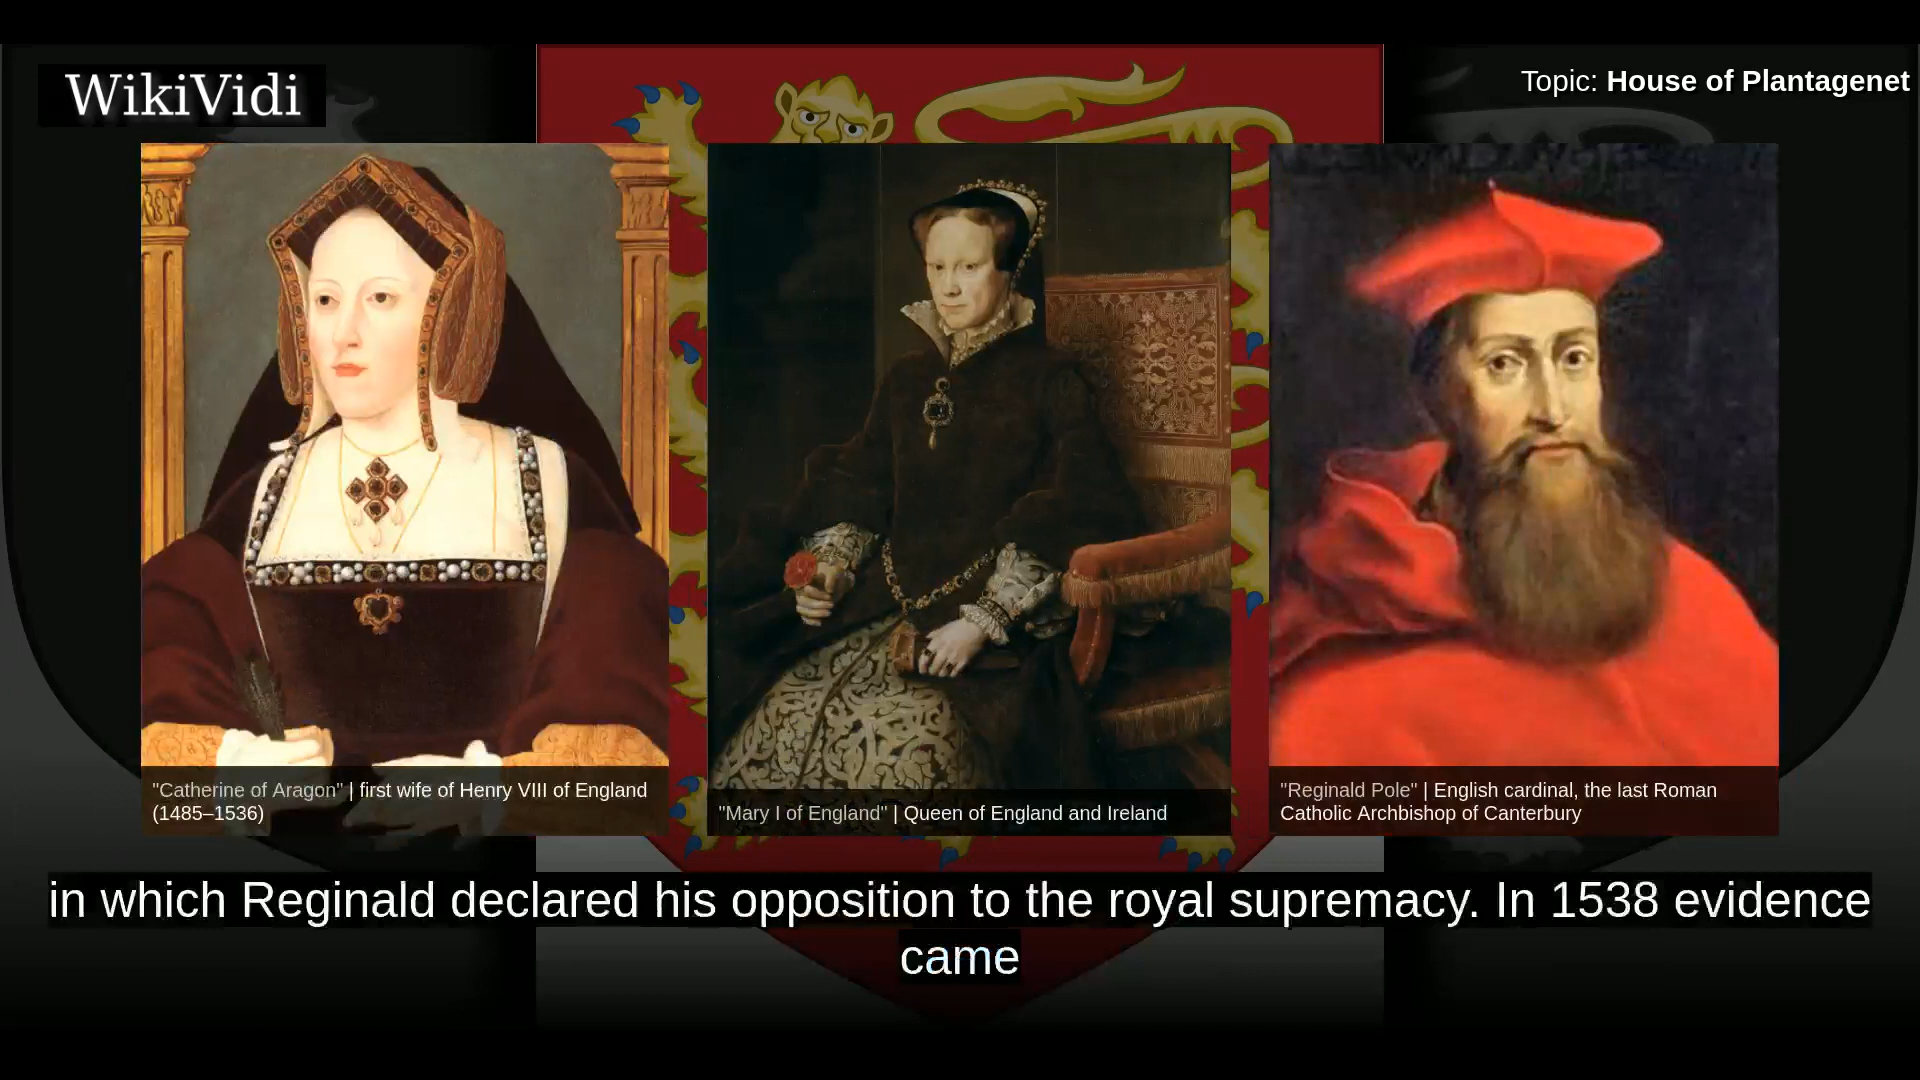 WikiVidi
Topic: House of Plantagenet
"Catherine of Aragon" | first wife of Henry VIII of England
(1485–1536)
"Mary I of England" | Queen of England and Ireland
"Reginald Pole" | English cardinal, the last Roman
Catholic Archbishop of Canterbury
in which Reginald declared his opposition to the royal supremacy. In 1538 evidence
came